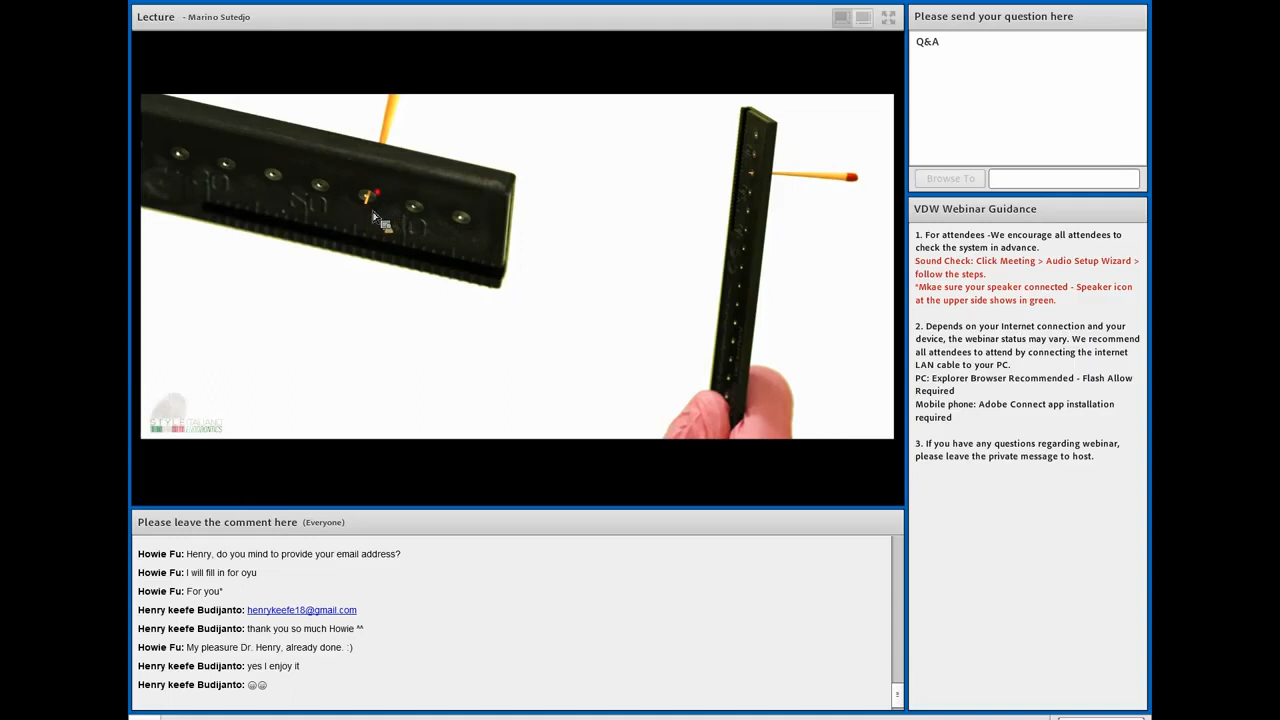 Lecture - Marino Sutedjo
Please send your question here
Q&A
Browse To
VDW Webinar Guidance
1. For attendees -We encourage all attendees to
check the system in advance.
Sound Check: Click Meeting > Audio Setup Wizard >
follow the steps.
*Mkae sure your speaker connected - Speaker icon
at the upper side shows in green.
2. Depends on your Internet connection and your
device, the webinar status may vary. We recommend
all attendees to attend by connecting the internet
LAN cable to your PC.
PC: Explorer Browser Recommended - Flash Allow
Required
Mobile phone: Adobe Connect app installation
required
3. If you have any questions regarding webinar,
please leave the private message to host.
STYLEITALIANO
Please leave the comment here (Everyone)
Howie Fu: Henry, do you mind to provide your email address?
Howie Fu: I will fill in for oyu
Howie Fu: For you*
Henry keefe Budijanto: henrykeefe18@gmail.com
Henry keefe Budijanto: thank you so much Howie ^^
Howie Fu: My pleasure Dr. Henry, already done. :)
Henry keefe Budijanto: yes I enjoy it
Henry keefe Budijanto: 😄😄